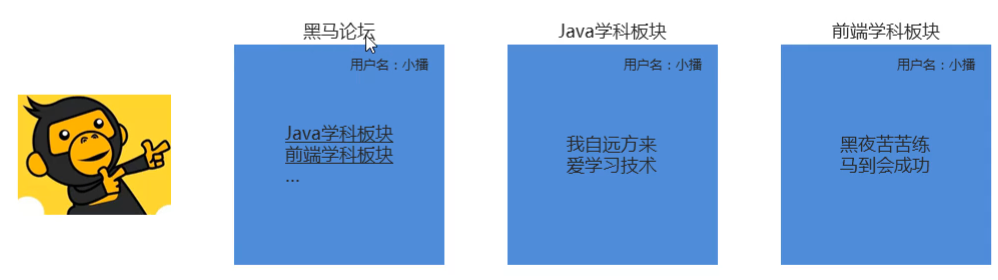 黑马论坛
用户名：小播
Java学科板块
前端学科板块
...
Java学科板块
用户名：小播
我自远方来
爱学习技术
前端学科板块
用户名：小播
黑夜苦苦练
马到会成功